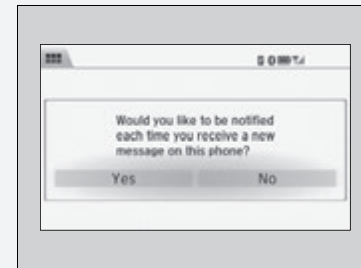 Would you like to be notified
each time you receive a new
message on this phone?
Yes No